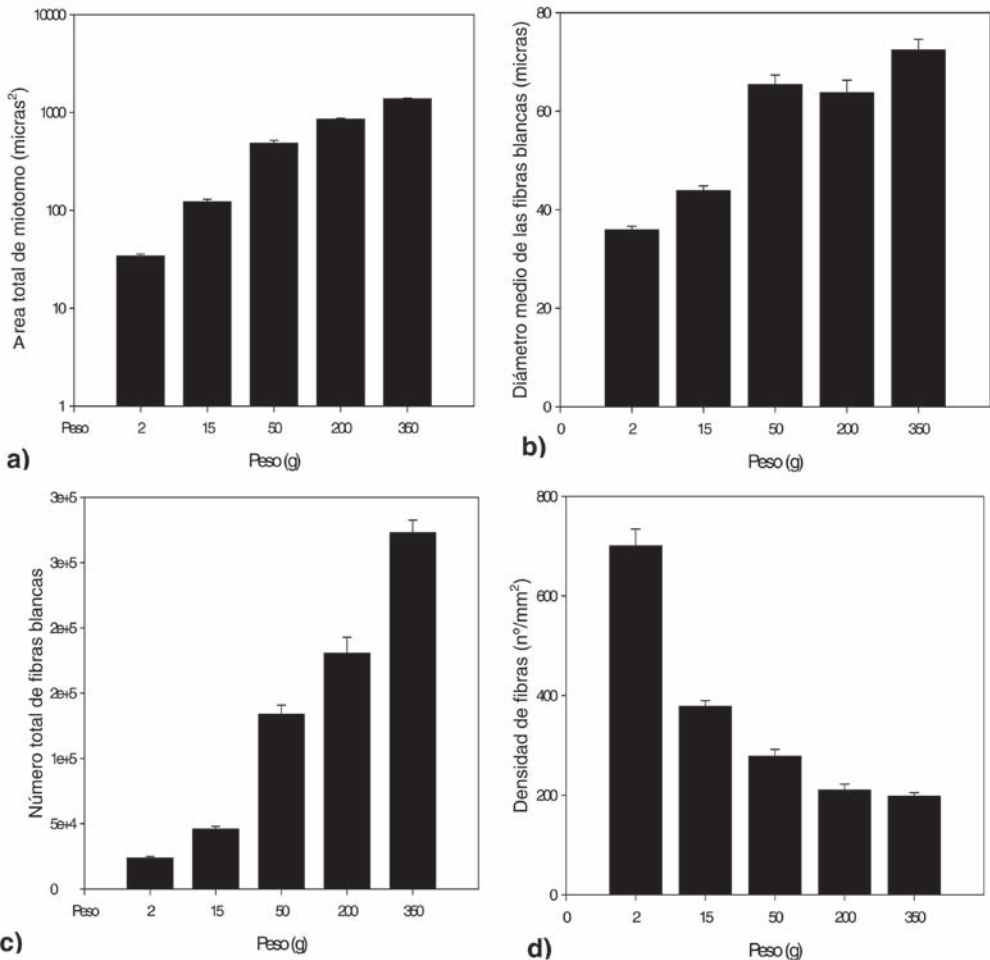 10000
1000
100
10
1
>rea total de miotomo (micras²)
Peso 2 15 50 200 350
Peso (g)
a)
80
60
40
20
0
Diámetro medio de las fibras blancas (micras)
0 2 15 50 200 350
Peso (g)
b)
3e+5
3e+5
2e+5
2e+5
1e+5
5e+4
0
Número total de fibras blancas
Peso 2 15 50 200 350
Peso (g)
c)
800
600
400
200
0
Densidad de fibras (nº/mm²)
0 2 15 50 200 350
Peso (g)
d)